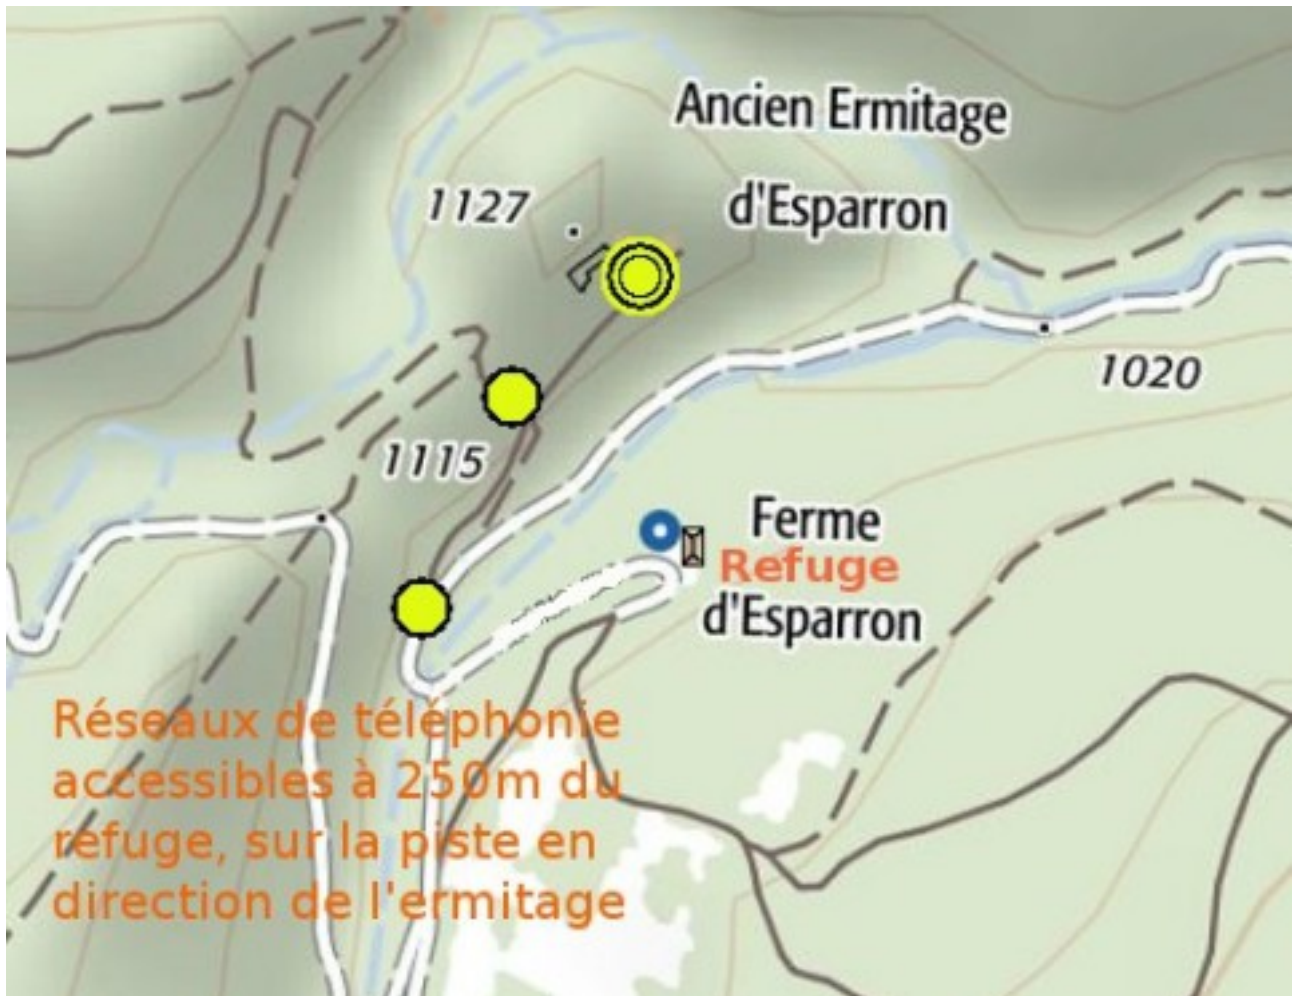 Ancien Ermitage
d'Esparron
1127
1020
1115
Ferme
Refuge
d'Esparron
Réseaux de téléphonie
accessibles à 250m du
refuge, sur la piste en
direction de l'ermitage